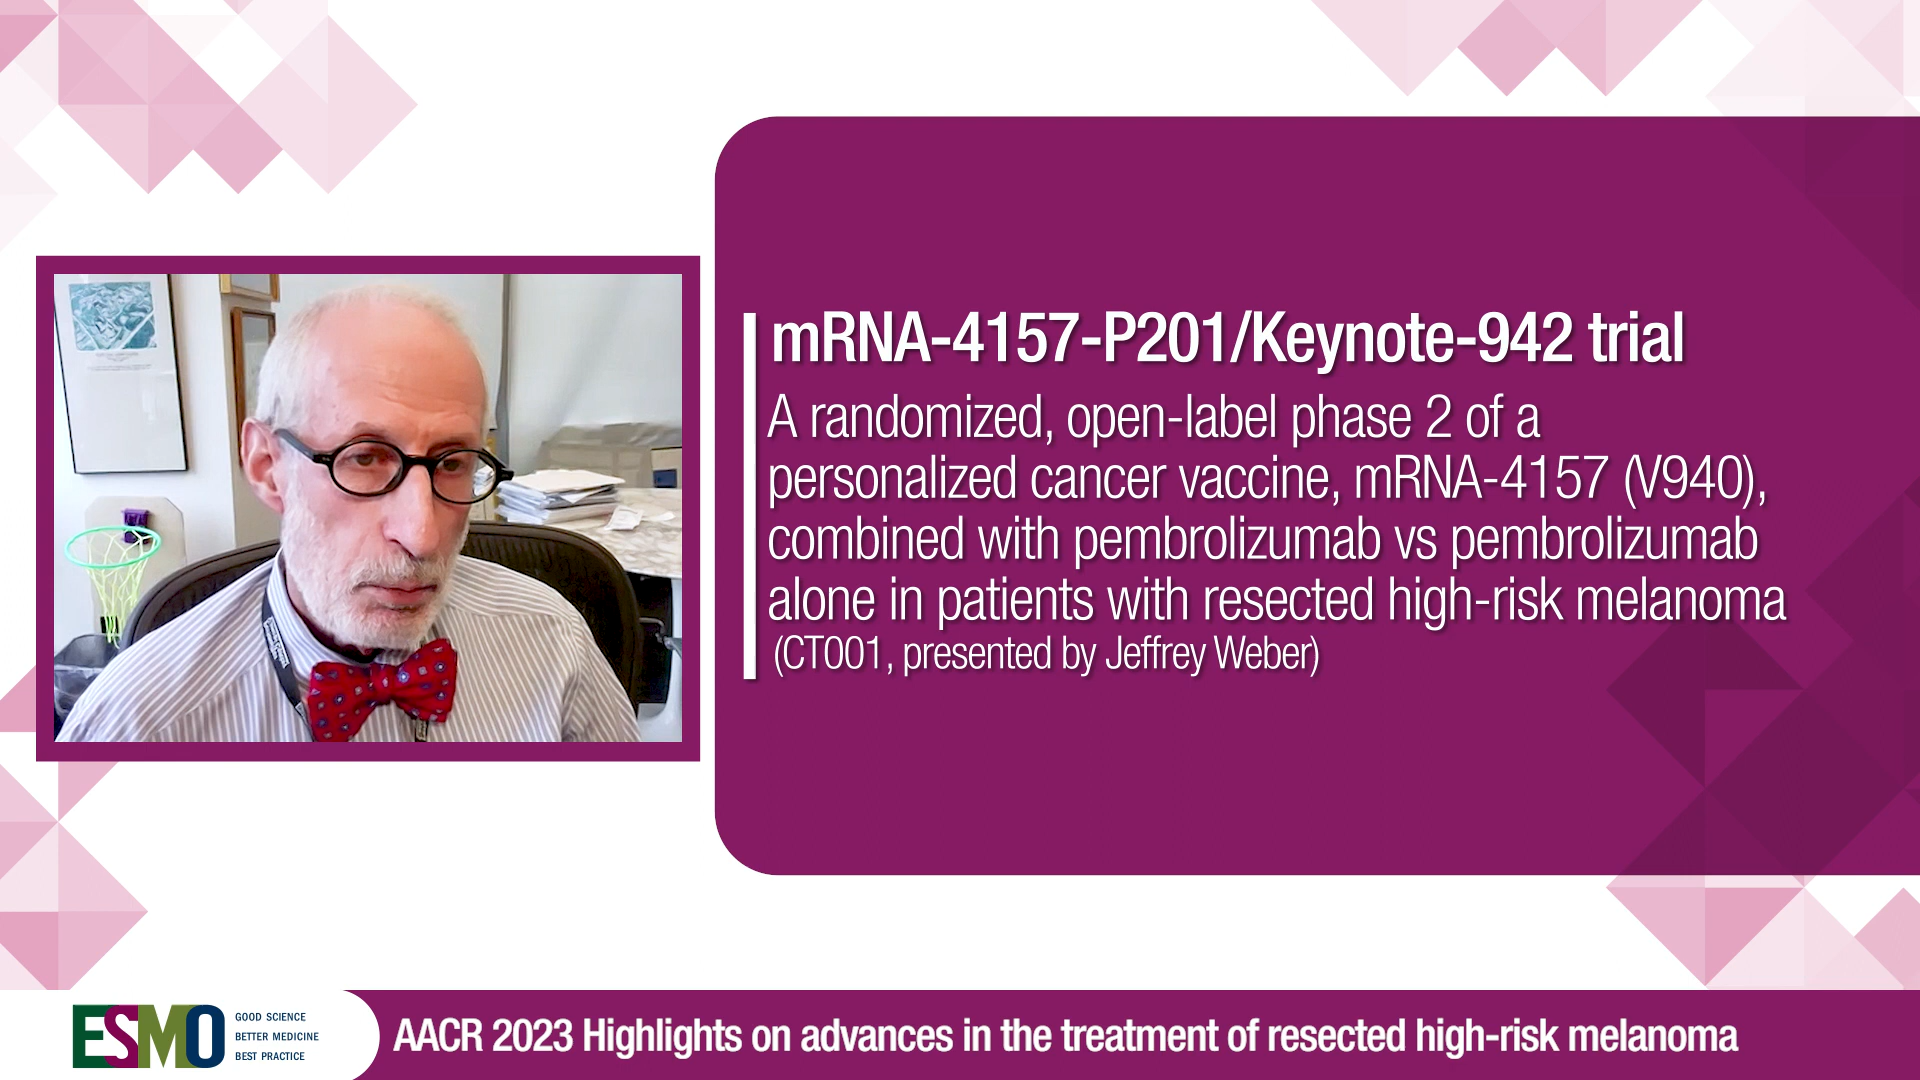 mRNA-4157-P201/Keynote-942 trial
A randomized, open-label phase 2 of a
personalized cancer vaccine, mRNA-4157 (V940),
combined with pembrolizumab vs pembrolizumab
alone in patients with resected high-risk melanoma
(CT001, presented by Jeffrey Weber)
ESMO
GOOD SCIENCE
BETTER MEDICINE
BEST PRACTICE
AACR 2023 Highlights on advances in the treatment of resected high-risk melanoma